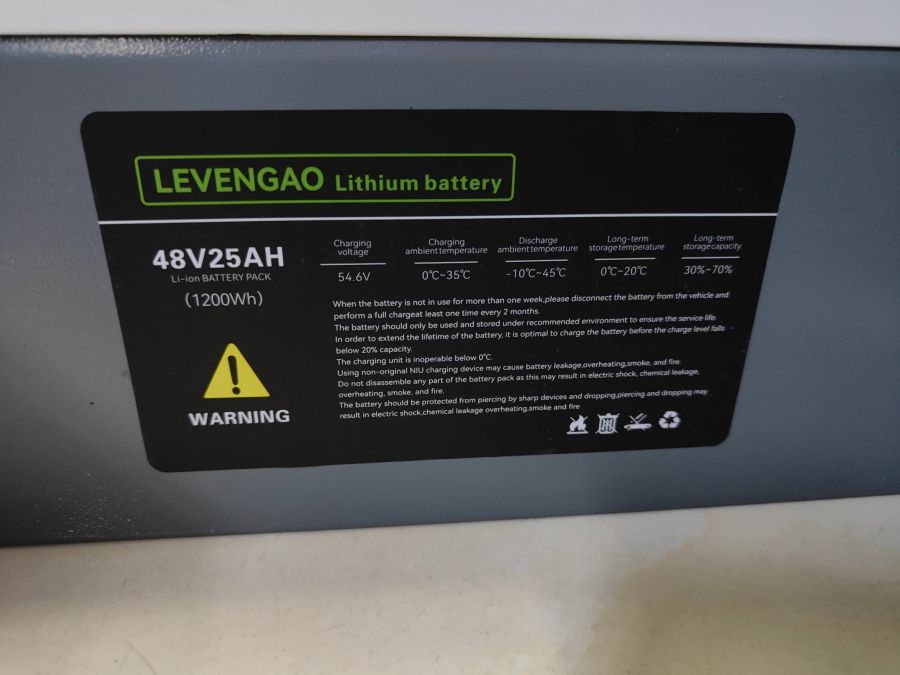 LEVENGAO Lithium battery
48V25AH
Li-ion BATTERY PACK
(1200Wh)
Charging voltage
54.6V
Charging ambient temperature
0℃~35℃
Discharge ambient temperature
-10℃~45℃
Long-term storage temperature
0℃~20℃
Long-term storage capacity
30%~70%
When the battery is not in use for more than one week,please disconnect the battery from the vehicle and
perform a full chargeat least one time every 2 months.
The battery should only be used and stored under recommended environment to ensure the service life.
In order to extend the lifetime of the battery, it is optimal to charge the battery before the charge level falls
below 20% capacity.
The charging unit is inoperable below 0℃.
Using non-original NIU charging device may cause battery leakage,overheating,smoke, and fire.
Do not disassemble any part of the battery pack as this may result in electric shock, chemical leakage,
overheating, smoke, and fire.
The battery should be protected from piercing by sharp devices and dropping,piercing and dropping may
result in electric shock,chemical leakage overheating,smoke and fire
WARNING